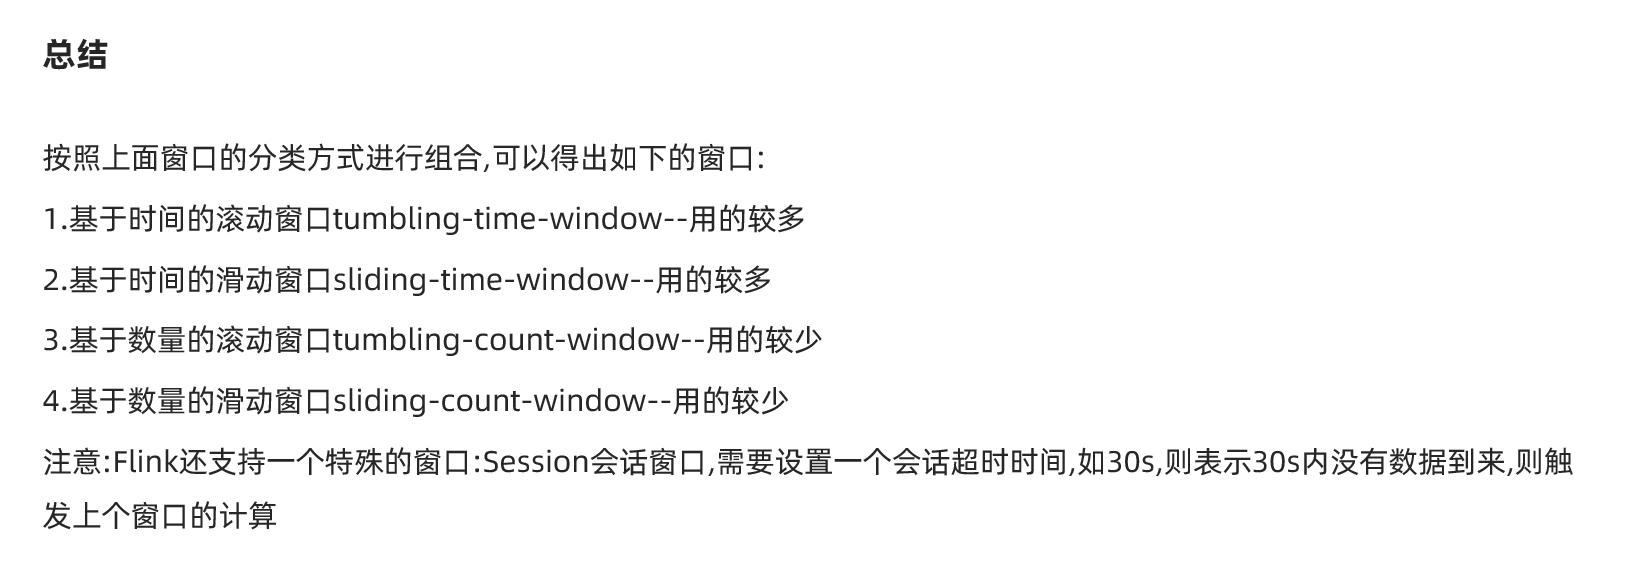 总结
按照上面窗口的分类方式进行组合,可以得出如下的窗口:
1.基于时间的滚动窗口tumbling-time-window--用的较多
2.基于时间的滑动窗口sliding-time-window--用的较多
3.基于数量的滚动窗口tumbling-count-window--用的较少
4.基于数量的滑动窗口sliding-count-window--用的较少
注意:Flink还支持一个特殊的窗口:Session会话窗口,需要设置一个会话超时时间,如30s,则表示30s内没有数据到来,则触
发上个窗口的计算